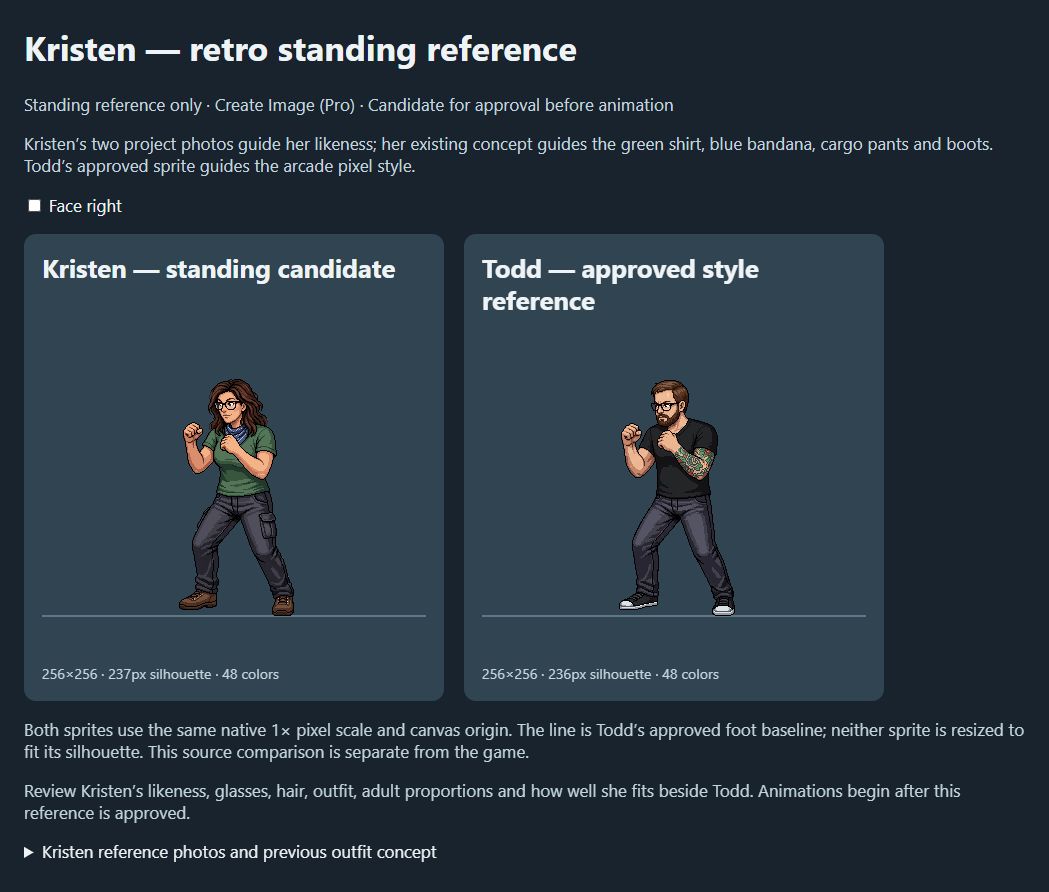 Kristen — retro standing reference
Standing reference only · Create Image (Pro) · Candidate for approval before animation
Kristen’s two project photos guide her likeness; her existing concept guides the green shirt, blue bandana, cargo pants and boots.
Todd’s approved sprite guides the arcade pixel style.
Face right
Kristen — standing candidate
Todd — approved style
reference
256×256 · 237px silhouette · 48 colors
256×256 · 236px silhouette · 48 colors
Both sprites use the same native 1× pixel scale and canvas origin. The line is Todd’s approved foot baseline; neither sprite is resized to
fit its silhouette. This source comparison is separate from the game.
Review Kristen’s likeness, glasses, hair, outfit, adult proportions and how well she fits beside Todd. Animations begin after this
reference is approved.
Kristen reference photos and previous outfit concept